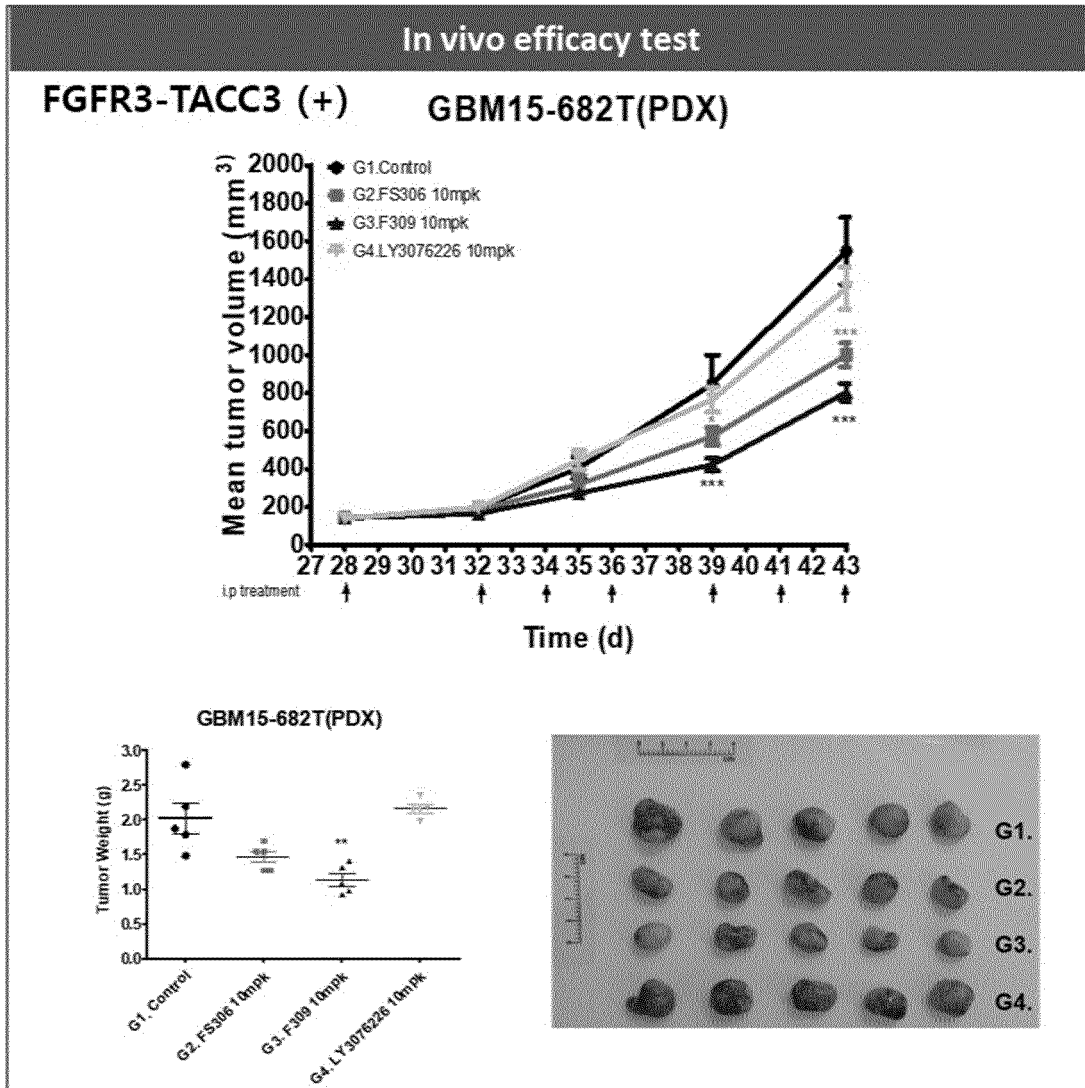 In vivo efficacy test
FGFR3-TACC3 (+)
GBM15-682T(PDX)
Mean tumor volume (mm3)
2000
1800
1600
1400
1200
1000
800
600
400
200
0
G1.Control
G2.FS306 10mpk
G3.F309 10mpk
G4.LY3076226 10mpk
*
***
***
***
27 28 29 30 31 32 33 34 35 36 37 38 39 40 41 42 43
i.p treatment
Time (d)
GBM15-682T(PDX)
Tumor Weight (g)
3.0
2.5
2.0
1.5
1.0
0.5
0.0
**
G1. Control
G2. FS306 10mpk
G3. F309 10mpk
G4. LY3076226 10mpk
G1.
G2.
G3.
G4.